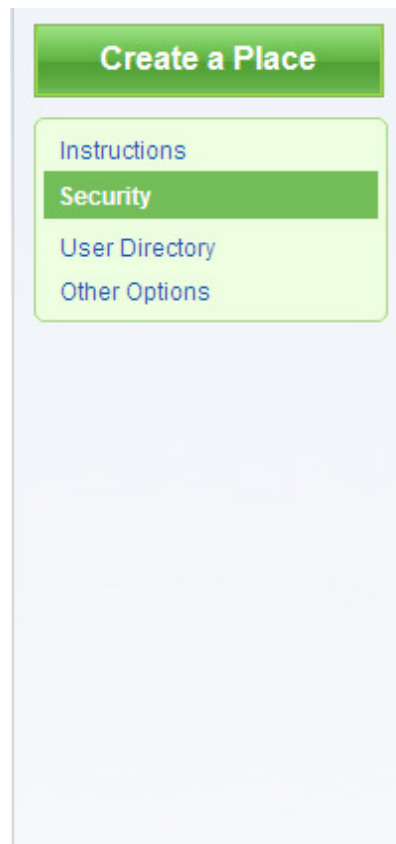 Create a Place
Instructions
Security
User Directory
Other Options